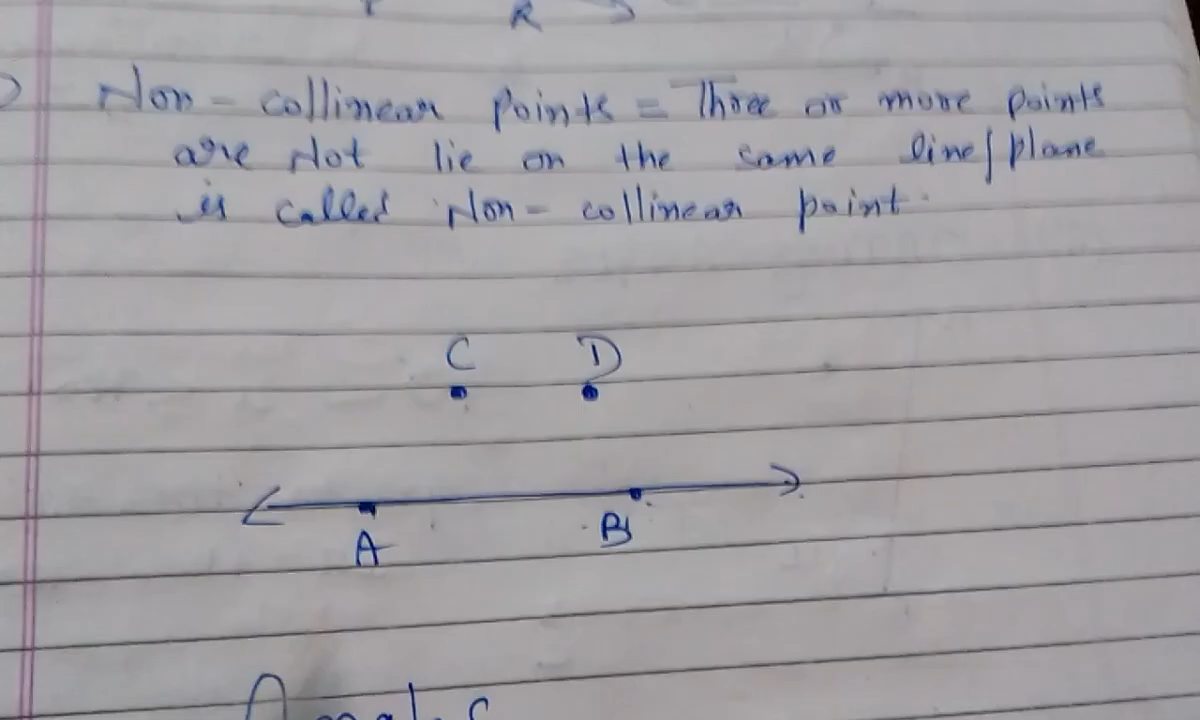 R
Non - collinear points = Three or more points
are Not lie on the same line/plane
is called Non - collinear point.
C D
A B
Angles